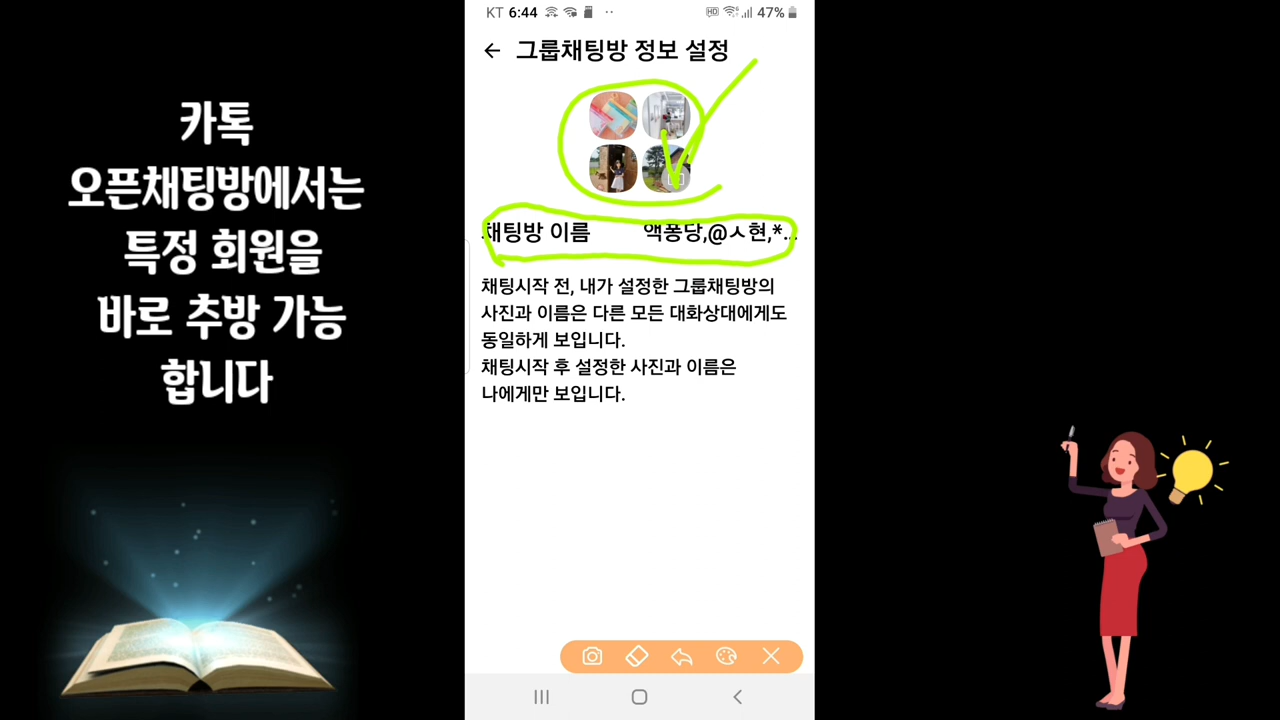 카톡
오픈채팅방에서는
특정 회원을
바로 추방 가능
합니다
KT 6:44
HD 47%
그룹채팅방 정보 설정
채팅방 이름 액퐁당,@ㅅ현,*...
채팅시작 전, 내가 설정한 그룹채팅방의
사진과 이름은 다른 모든 대화상대에게도
동일하게 보입니다.
채팅시작 후 설정한 사진과 이름은
나에게만 보입니다.